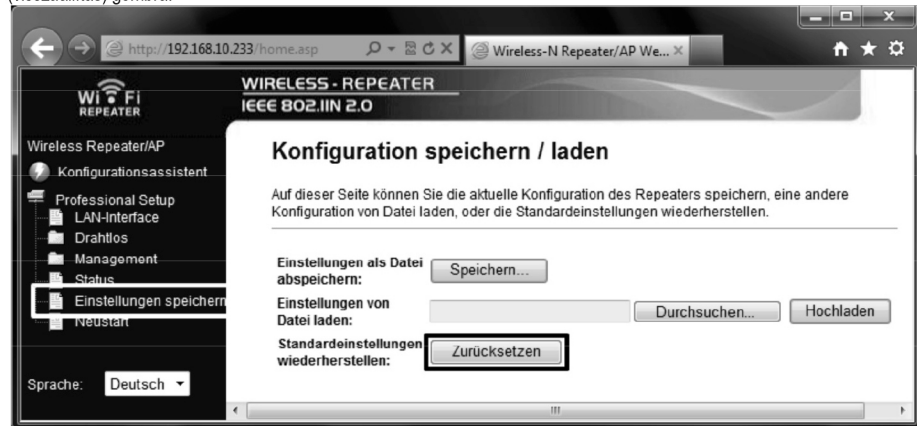 http://192.168.10.233/home.asp
Wireless-N Repeater/AP We...
Wi Fi
REPEATER
WIRELESS - REPEATER
IEEE 802.11N 2.0
Wireless Repeater/AP
Konfigurationsassistent
Professional Setup
LAN-Interface
Drahtlos
Management
Status
Einstellungen speichern
Neustart
Sprache: Deutsch
Konfiguration speichern / laden
Auf dieser Seite können Sie die aktuelle Konfiguration des Repeaters speichern, eine andere
Konfiguration von Datei laden, oder die Standardeinstellungen wiederherstellen.
Einstellungen als Datei
abspeichern:
Speichern...
Einstellungen von
Datei laden:
Durchsuchen...
Hochladen
Standardeinstellungen
wiederherstellen:
Zurücksetzen